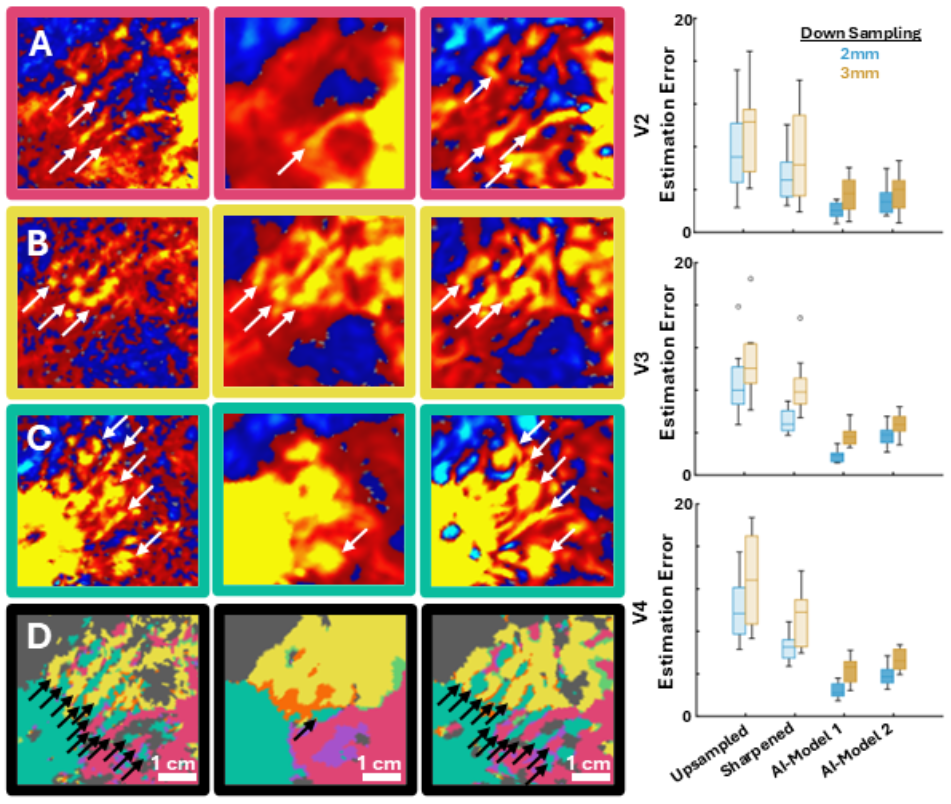 A
B
C
D
1 cm
1 cm
1 cm
Down Sampling
2mm
3mm
20
0
Estimation Error
V2
20
0
Estimation Error
V3
20
0
Estimation Error
V4
Upsampled
Sharpened
AI-Model 1
AI-Model 2